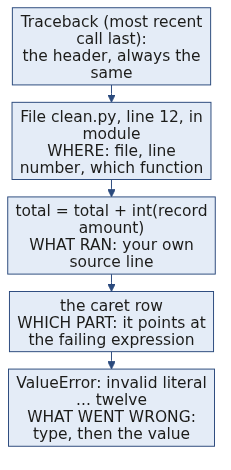 Traceback (most recent
call last):
the header, always the
same
File clean.py, line 12, in
module
WHERE: file, line
number, which function
total = total + int(record
amount)
WHAT RAN: your own
source line
the caret row
WHICH PART: it points at
the failing expression
ValueError: invalid literal
... twelve
WHAT WENT WRONG:
type, then the value